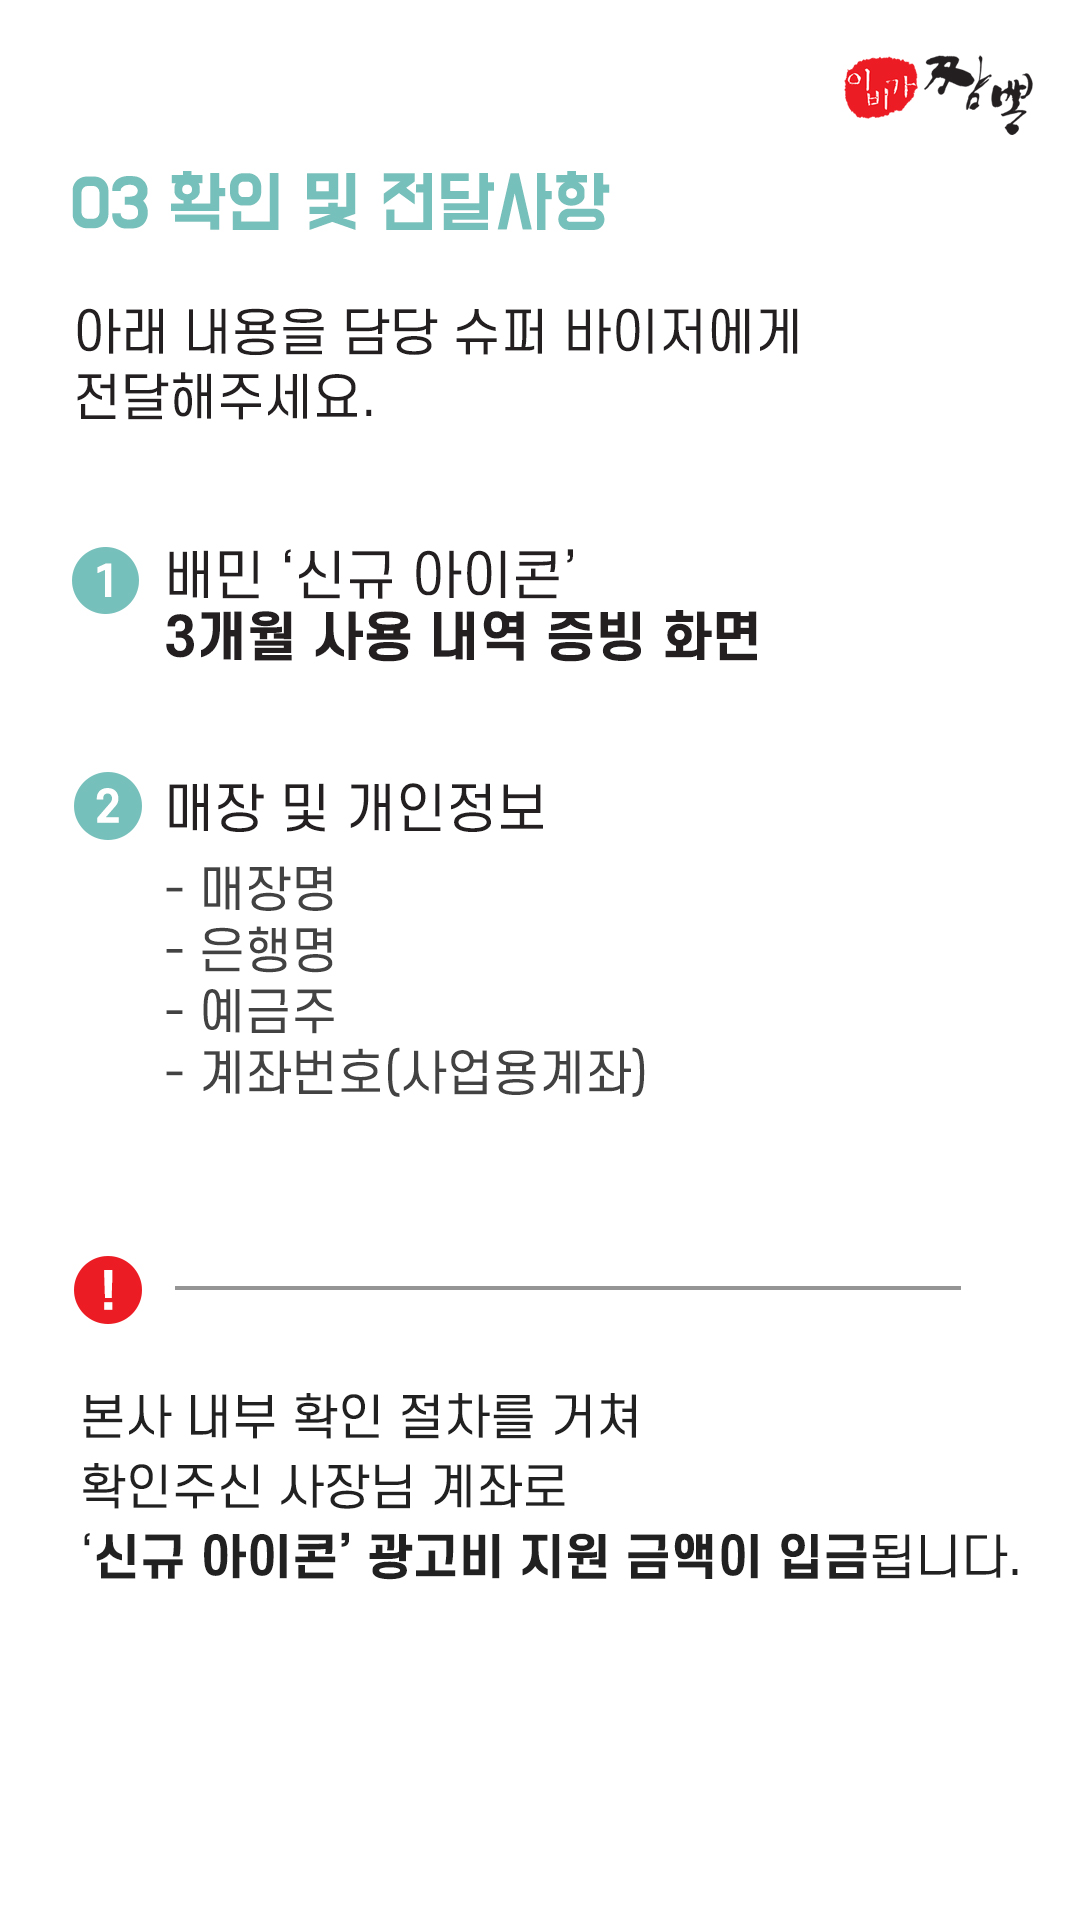 이비가 짬뽕
03 확인 및 전달사항
아래 내용을 담당 슈퍼 바이저에게
전달해주세요.
1 배민 ‘신규 아이콘’
3개월 사용 내역 증빙 화면
2 매장 및 개인정보
- 매장명
- 은행명
- 예금주
- 계좌번호(사업용계좌)
!
본사 내부 확인 절차를 거쳐
확인주신 사장님 계좌로
‘신규 아이콘’ 광고비 지원 금액이 입금됩니다.